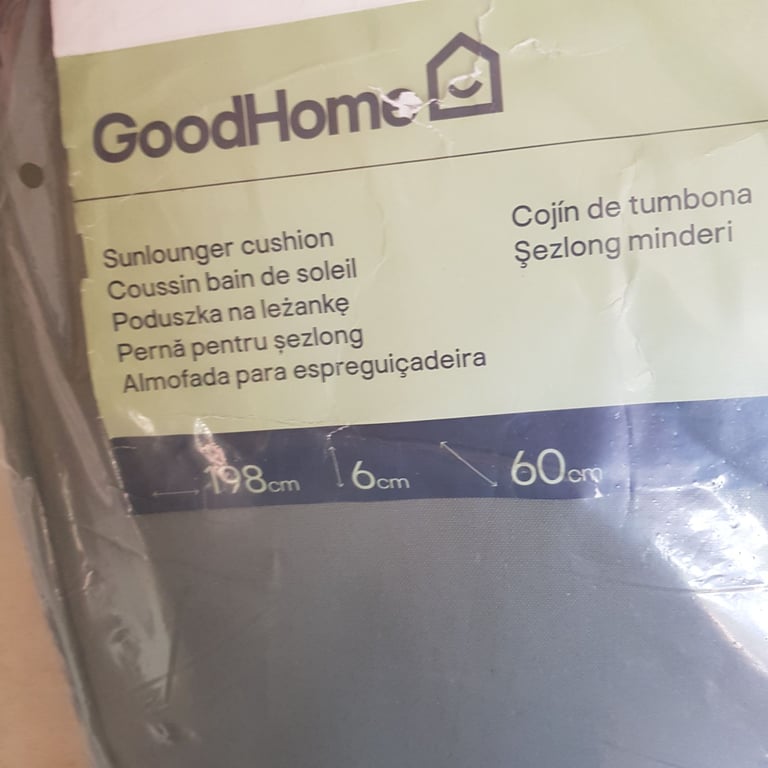 GoodHome
Sunlounger cushion
Coussin bain de soleil
Poduszka na leżankę
Pernă pentru șezlong
Almofada para espreguiçadeira
Cojín de tumbona
Şezlong minderi
198cm 6cm 60cm